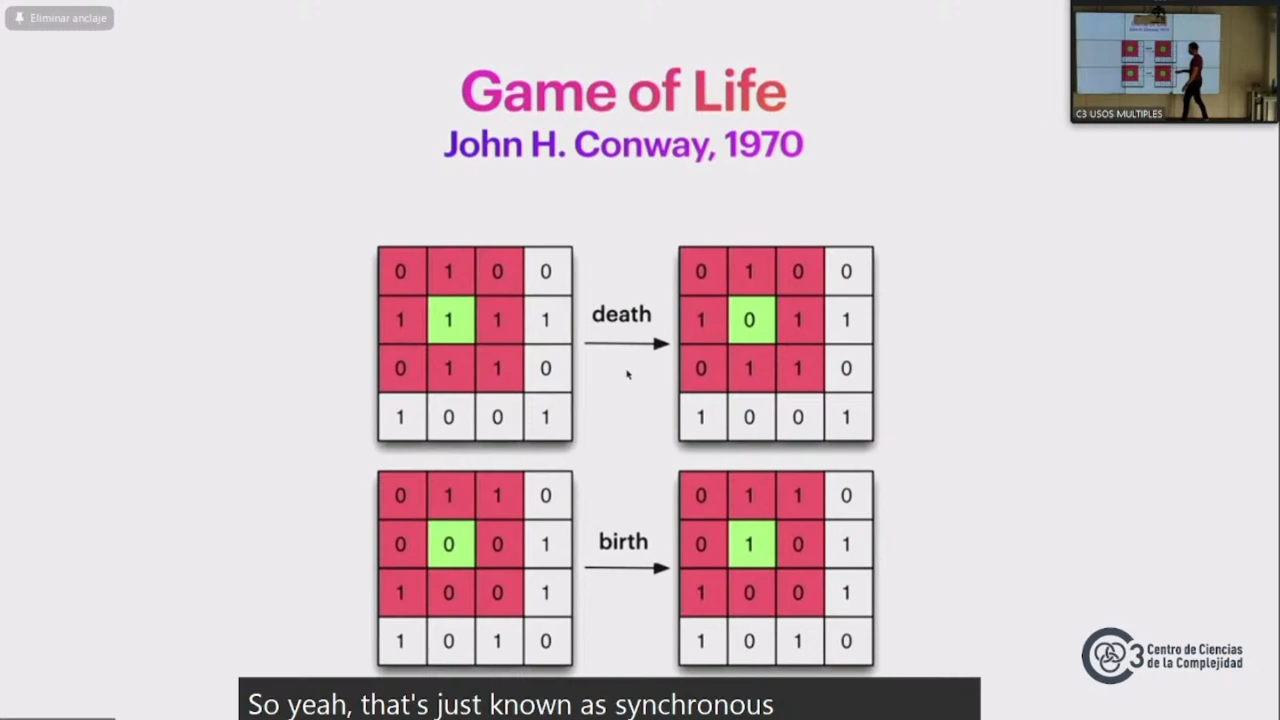 Eliminar anclaje
Game of Life
John H. Conway, 1970
0 1 0 0
1 1 1 1
0 1 1 0
1 0 0 1
death
0 1 0 0
1 0 1 1
0 1 1 0
1 0 0 1
0 1 1 0
0 0 0 1
1 0 0 1
1 0 1 0
birth
0 1 1 0
0 1 0 1
1 0 0 1
1 0 1 0
C3 USOS MULTIPLES
C3 Centro de Ciencias
de la Complejidad
So yeah, that's just known as synchronous